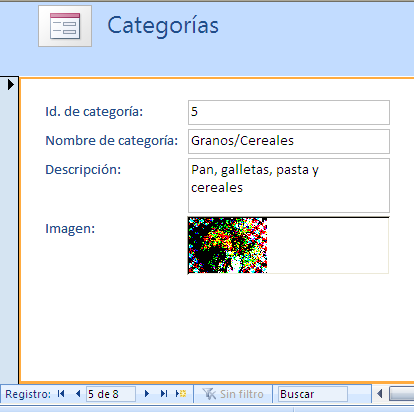 Categorías
Id. de categoría: 5
Nombre de categoría: Granos/Cereales
Descripción: Pan, galletas, pasta y
cereales
Imagen:
Registro: 5 de 8 Sin filtro Buscar